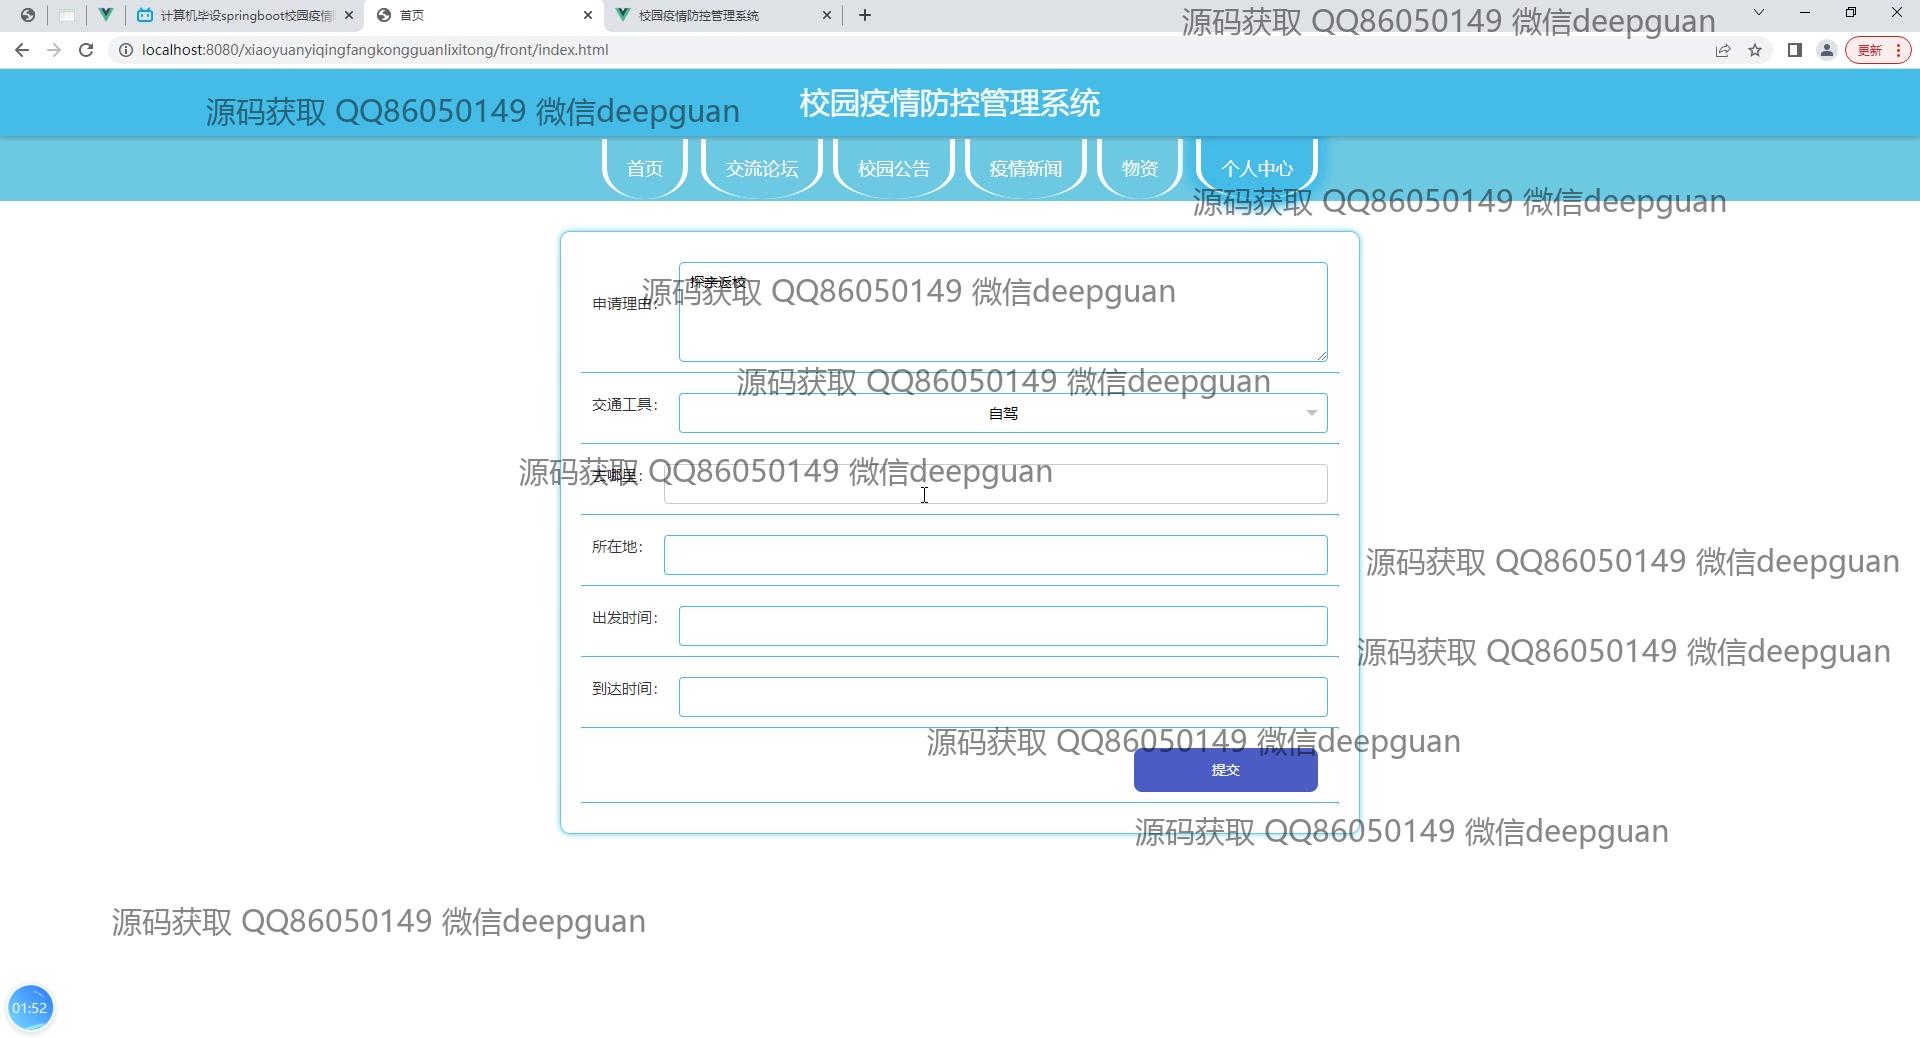 计算机毕设springboot校园疫情
首页
校园疫情防控管理系统
源码获取 QQ86050149 微信deepguan
localhost:8080/xiaoyuanyiqingfangkongguanlixitong/front/index.html
更新
源码获取 QQ86050149 微信deepguan
校园疫情防控管理系统
首页
交流论坛
校园公告
疫情新闻
物资
个人中心
源码获取 QQ86050149 微信deepguan
探亲返校
申请理由：
源码获取 QQ86050149 微信deepguan
源码获取 QQ86050149 微信deepguan
交通工具：
自驾
源码获取 QQ86050149 微信deepguan
去哪里：
所在地：
源码获取 QQ86050149 微信deepguan
出发时间：
源码获取 QQ86050149 微信deepguan
到达时间：
源码获取 QQ86050149 微信deepguan
提交
源码获取 QQ86050149 微信deepguan
源码获取 QQ86050149 微信deepguan
01:52